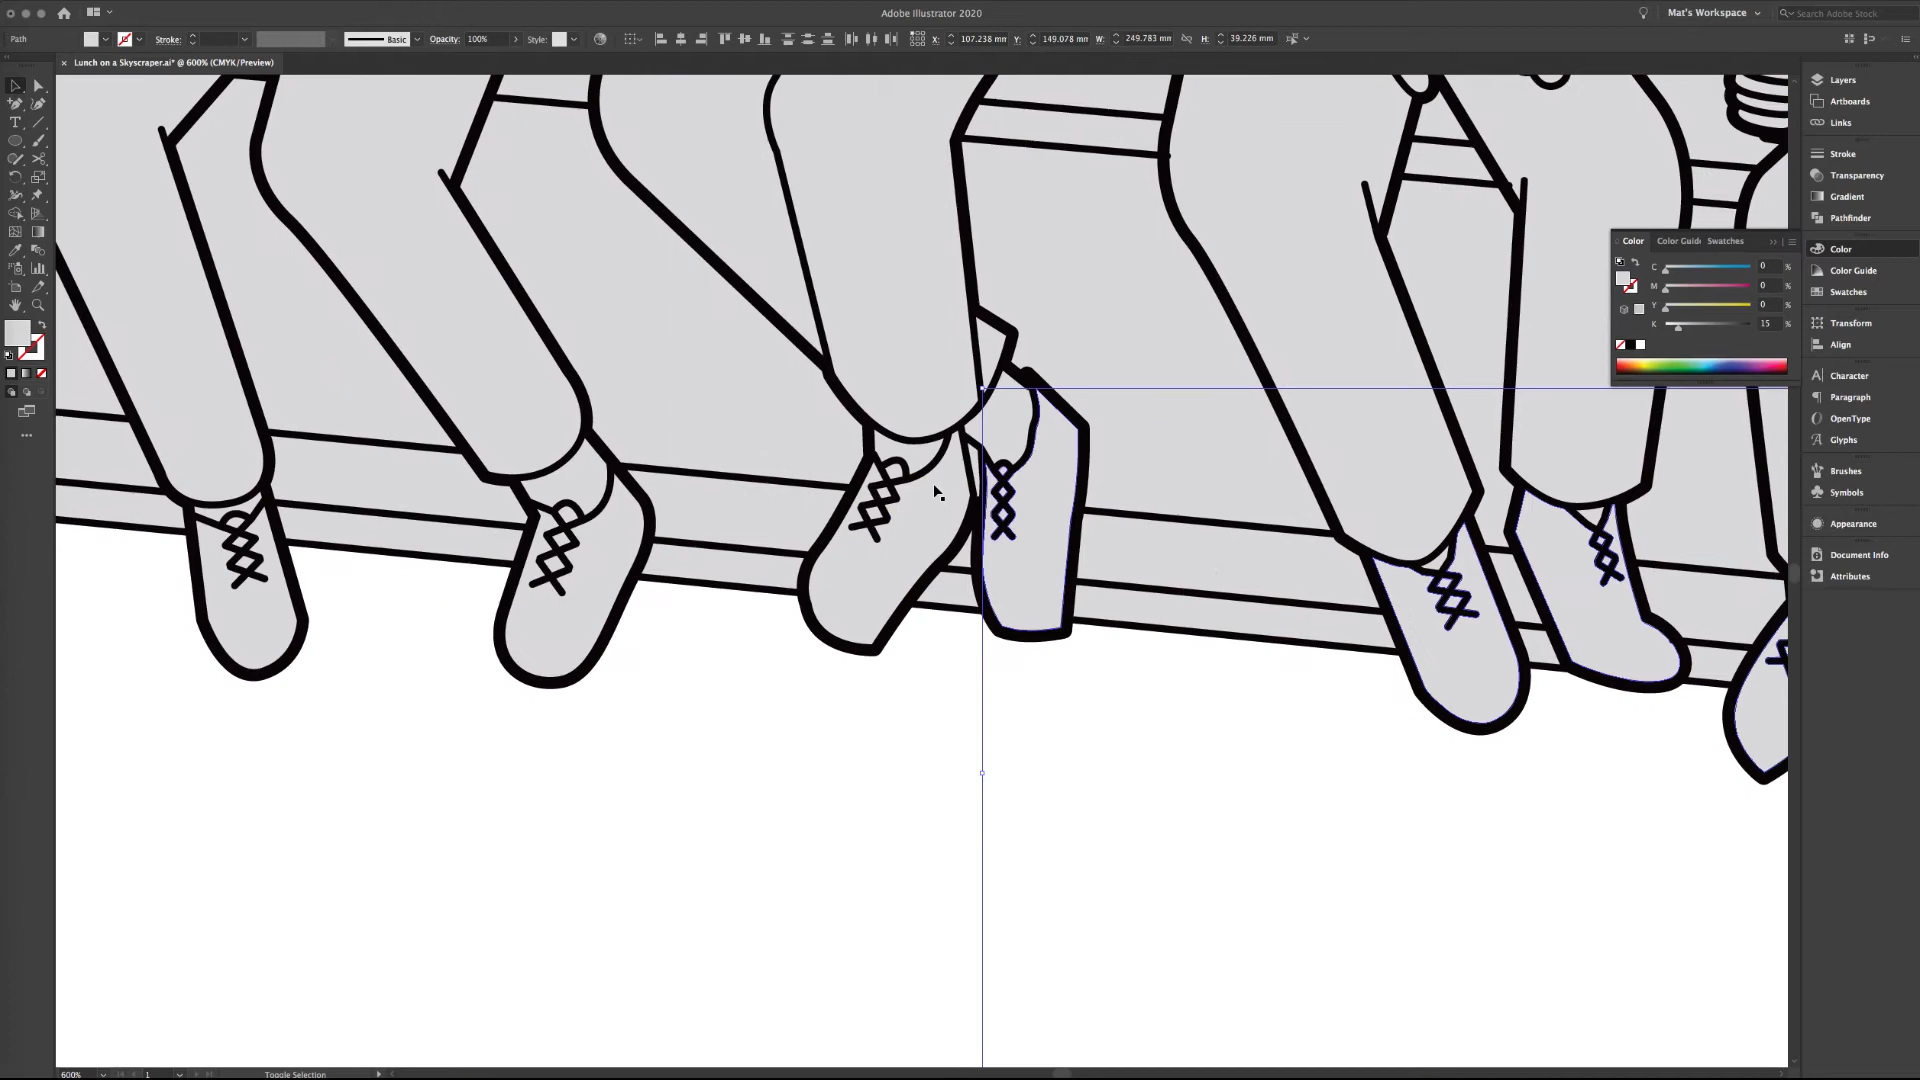 Adobe Illustrator 2020
Mat's Workspace
Search Adobe Stock
Path
Stroke:
Basic
Opacity: 100%
Style:
X: 107.238 mm
Y: 149.078 mm
W: 249.783 mm
H: 39.226 mm
Lunch on a Skyscraper.ai* @ 600% (CMYK/Preview)
Layers
Artboards
Links
Stroke
Transparency
Gradient
Pathfinder
Color
Color Guide
Swatches
Transform
Align
Character
Paragraph
OpenType
Glyphs
Brushes
Symbols
Appearance
Document Info
Attributes
Color Color Guide Swatches
C 0 %
M 0 %
Y 0 %
K 15 %
600% 1 Toggle Selection